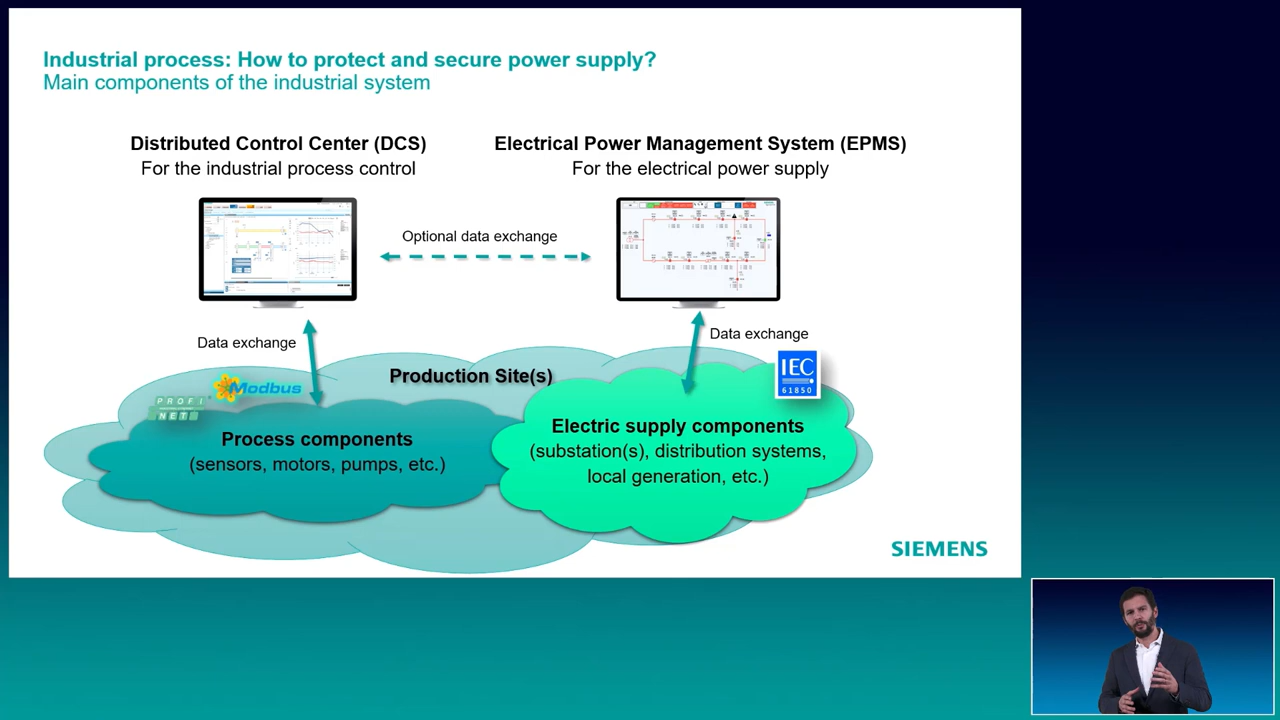 Industrial process: How to protect and secure power supply?
Main components of the industrial system
Distributed Control Center (DCS)
For the industrial process control
Electrical Power Management System (EPMS)
For the electrical power supply
Optional data exchange
SIEMENS
Data exchange
Data exchange
Production Site(s)
Modbus
PROFI
NET
IEC
61850
Process components
(sensors, motors, pumps, etc.)
Electric supply components
(substation(s), distribution systems,
local generation, etc.)
SIEMENS